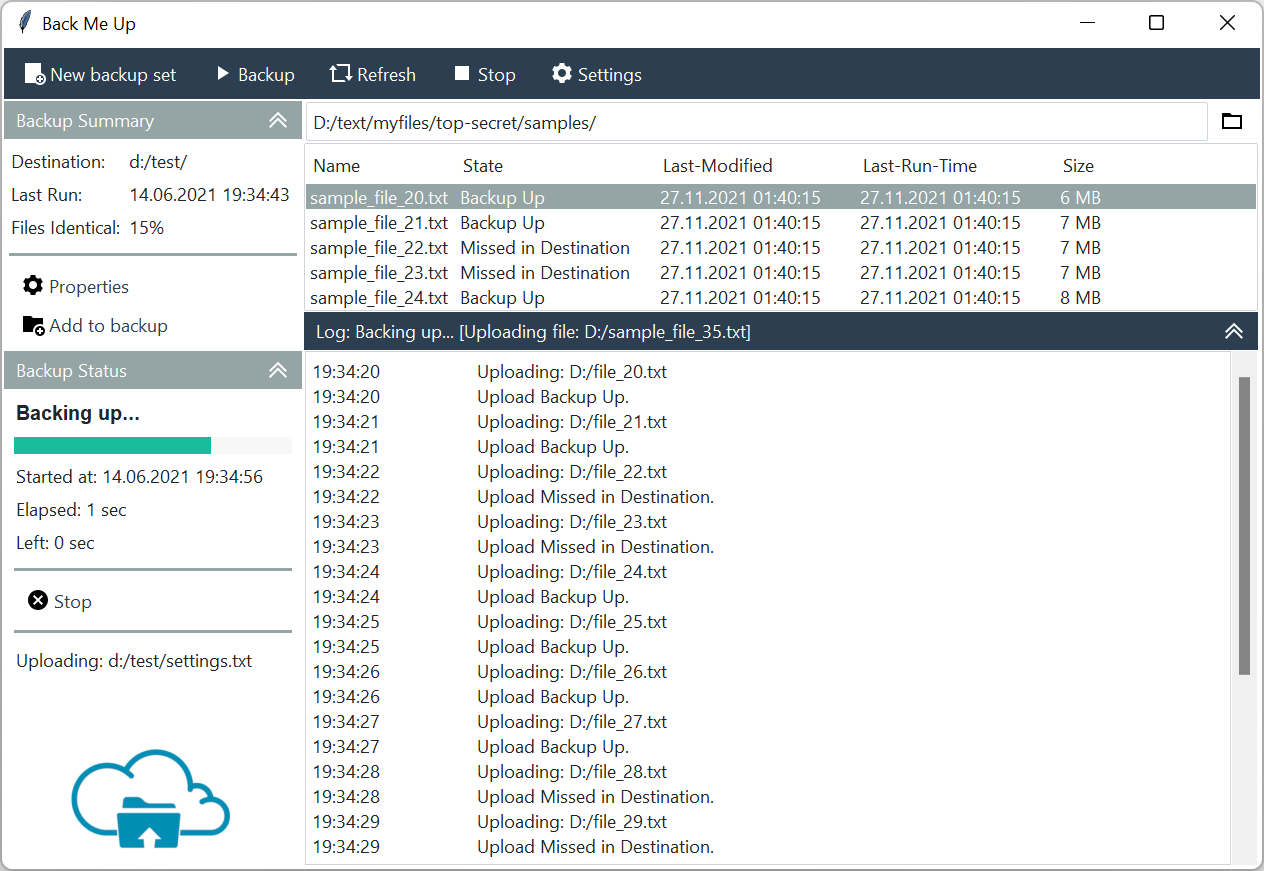 Back Me Up
New backup set Backup Refresh Stop Settings
Backup Summary
Destination: d:/test/
Last Run: 14.06.2021 19:34:43
Files Identical: 15%
Properties
Add to backup
Backup Status
Backing up...
Started at: 14.06.2021 19:34:56
Elapsed: 1 sec
Left: 0 sec
Stop
Uploading: d:/test/settings.txt
D:/text/myfiles/top-secret/samples/
Name State Last-Modified Last-Run-Time Size
sample_file_20.txt Backup Up 27.11.2021 01:40:15 27.11.2021 01:40:15 6 MB
sample_file_21.txt Backup Up 27.11.2021 01:40:15 27.11.2021 01:40:15 7 MB
sample_file_22.txt Missed in Destination 27.11.2021 01:40:15 27.11.2021 01:40:15 7 MB
sample_file_23.txt Missed in Destination 27.11.2021 01:40:15 27.11.2021 01:40:15 7 MB
sample_file_24.txt Backup Up 27.11.2021 01:40:15 27.11.2021 01:40:15 8 MB
Log: Backing up... [Uploading file: D:/sample_file_35.txt]
19:34:20 Uploading: D:/file_20.txt
19:34:20 Upload Backup Up.
19:34:21 Uploading: D:/file_21.txt
19:34:21 Upload Backup Up.
19:34:22 Uploading: D:/file_22.txt
19:34:22 Upload Missed in Destination.
19:34:23 Uploading: D:/file_23.txt
19:34:23 Upload Missed in Destination.
19:34:24 Uploading: D:/file_24.txt
19:34:24 Upload Backup Up.
19:34:25 Uploading: D:/file_25.txt
19:34:25 Upload Backup Up.
19:34:26 Uploading: D:/file_26.txt
19:34:26 Upload Backup Up.
19:34:27 Uploading: D:/file_27.txt
19:34:27 Upload Backup Up.
19:34:28 Uploading: D:/file_28.txt
19:34:28 Upload Missed in Destination.
19:34:29 Uploading: D:/file_29.txt
19:34:29 Upload Missed in Destination.